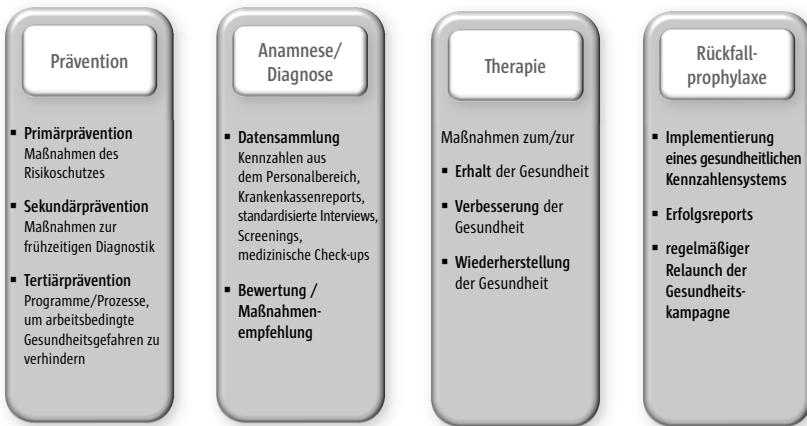 Prävention
▪ Primärprävention
Maßnahmen des
Risikoschutzes
▪ Sekundärprävention
Maßnahmen zur
frühzeitigen Diagnostik
▪ Tertiärprävention
Programme/Prozesse,
um arbeitsbedingte
Gesundheitsgefahren zu
verhindern
Anamnese/
Diagnose
▪ Datensammlung
Kennzahlen aus
dem Personalbereich,
Krankenkassenreports,
standardisierte Interviews,
Screenings,
medizinische Check-ups
▪ Bewertung /
Maßnahmen-
empfehlung
Therapie
Maßnahmen zum/zur
▪ Erhalt der Gesundheit
▪ Verbesserung der
Gesundheit
▪ Wiederherstellung
der Gesundheit
Rückfall-
prophylaxe
▪ Implementierung
eines gesundheitlichen
Kennzahlensystems
▪ Erfolgsreports
▪ regelmäßiger
Relaunch der
Gesundheits-
kampagne